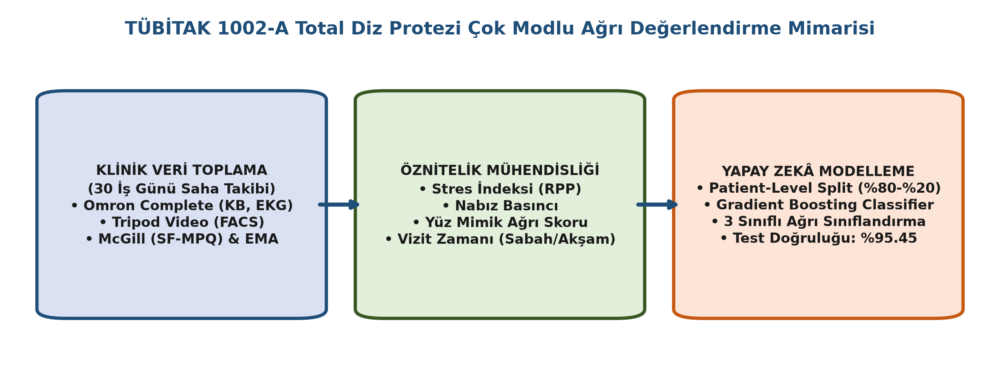 TÜBİTAK 1002-A Total Diz Protezi Çok Modlu Ağrı Değerlendirme Mimarisi
KLİNİK VERİ TOPLAMA
(30 İş Günü Saha Takibi)
• Omron Complete (KB, EKG)
• Tripod Video (FACS)
• McGill (SF-MPQ) & EMA
ÖZNİTELİK MÜHENDİSLİĞİ
• Stres İndeksi (RPP)
• Nabız Basıncı
• Yüz Mimik Ağrı Skoru
• Vizit Zamanı (Sabah/Akşam)
YAPAY ZEKÂ MODELLEME
• Patient-Level Split (%80-%20)
• Gradient Boosting Classifier
• 3 Sınıflı Ağrı Sınıflandırma
• Test Doğruluğu: %95.45